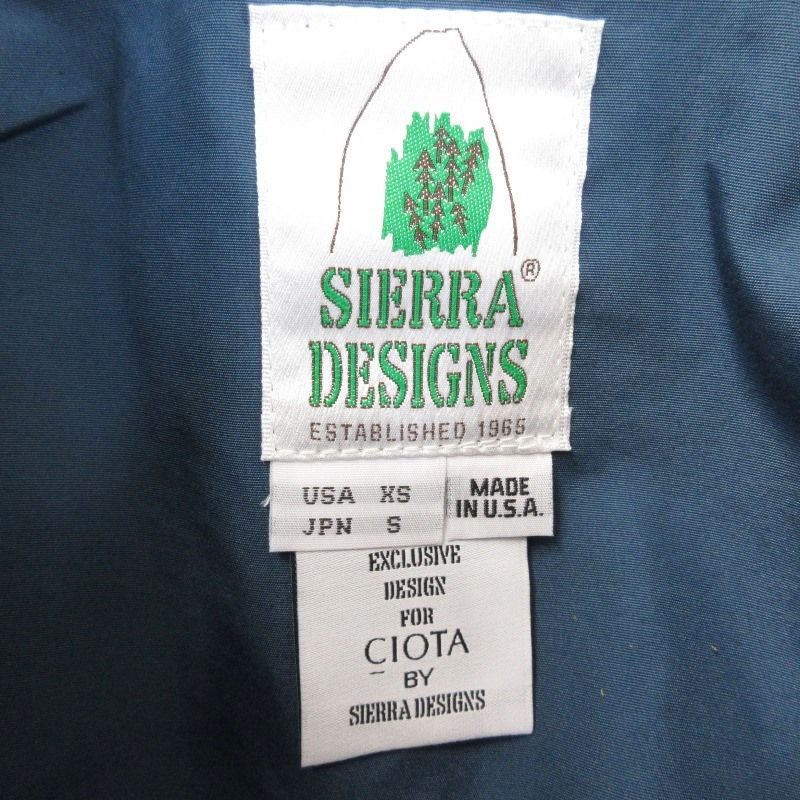 SIERRA®
DESIGNS
ESTABLISHED 1965
USA XS
JPN S
MADE
IN U.S.A.
EXCLUSIVE
DESIGN
FOR
CIOTA
BY
SIERRA DESIGNS